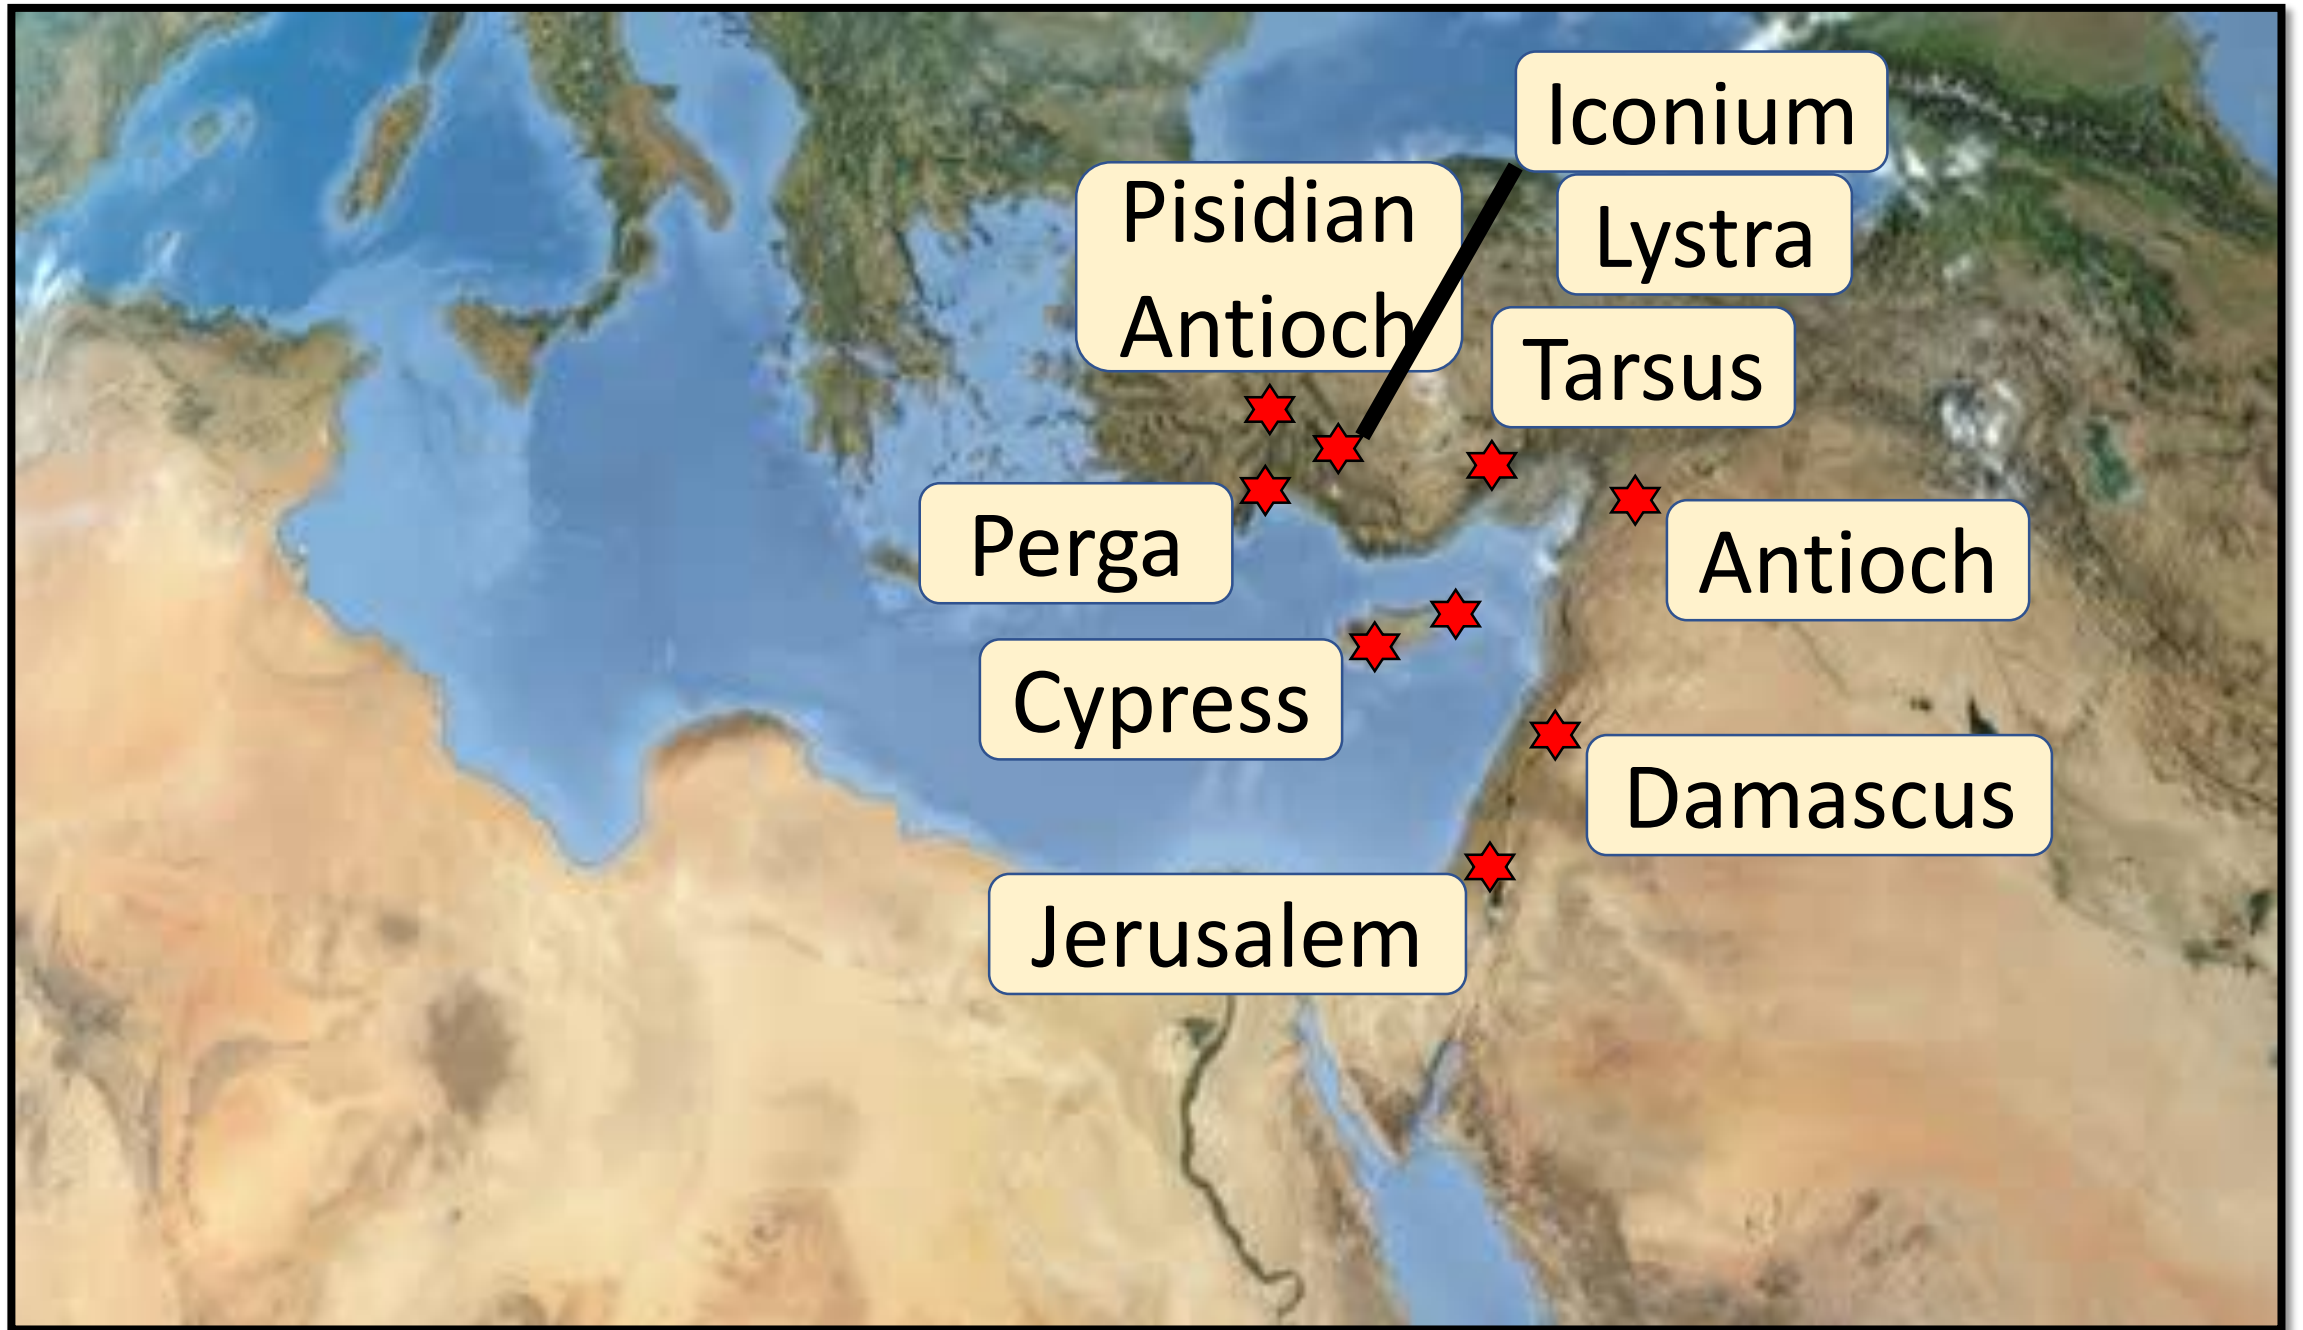 Iconium
Pisidian
Antioch
Lystra
Tarsus
Perga
Antioch
Cypress
Damascus
Jerusalem